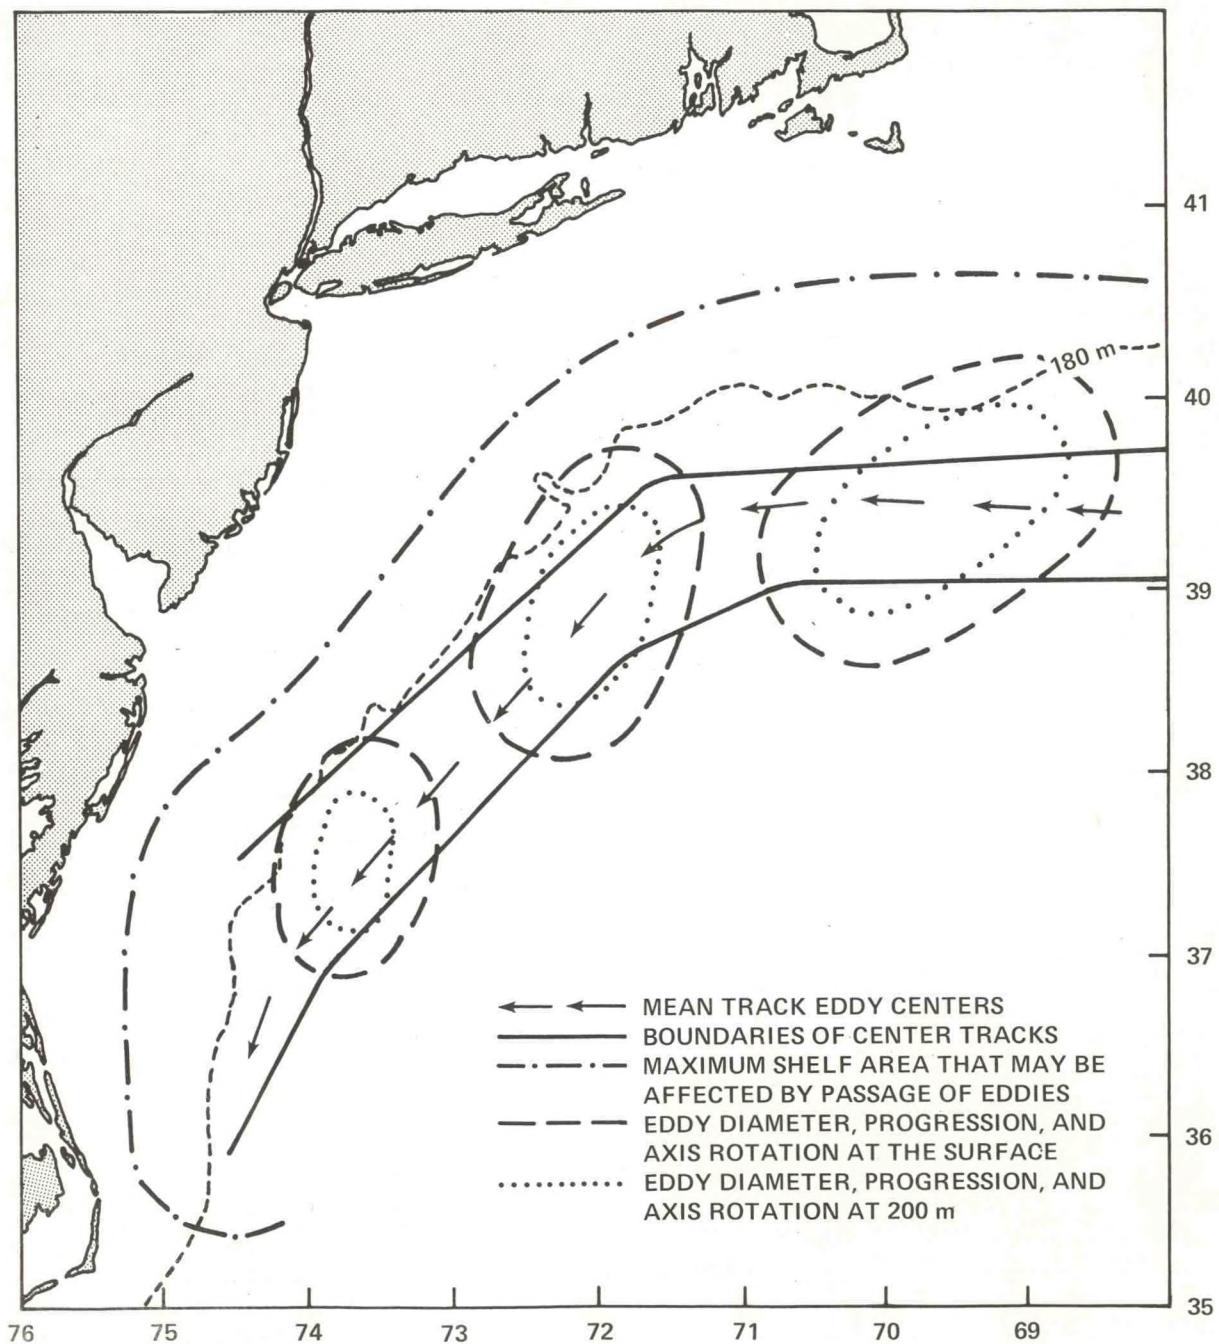 41
180 m
40
39
38
37
MEAN TRACK EDDY CENTERS
BOUNDARIES OF CENTER TRACKS
MAXIMUM SHELF AREA THAT MAY BE
AFFECTED BY PASSAGE OF EDDIES
EDDY DIAMETER, PROGRESSION, AND
AXIS ROTATION AT THE SURFACE
EDDY DIAMETER, PROGRESSION, AND
AXIS ROTATION AT 200 m
36
35
76 75 74 73 72 71 70 69